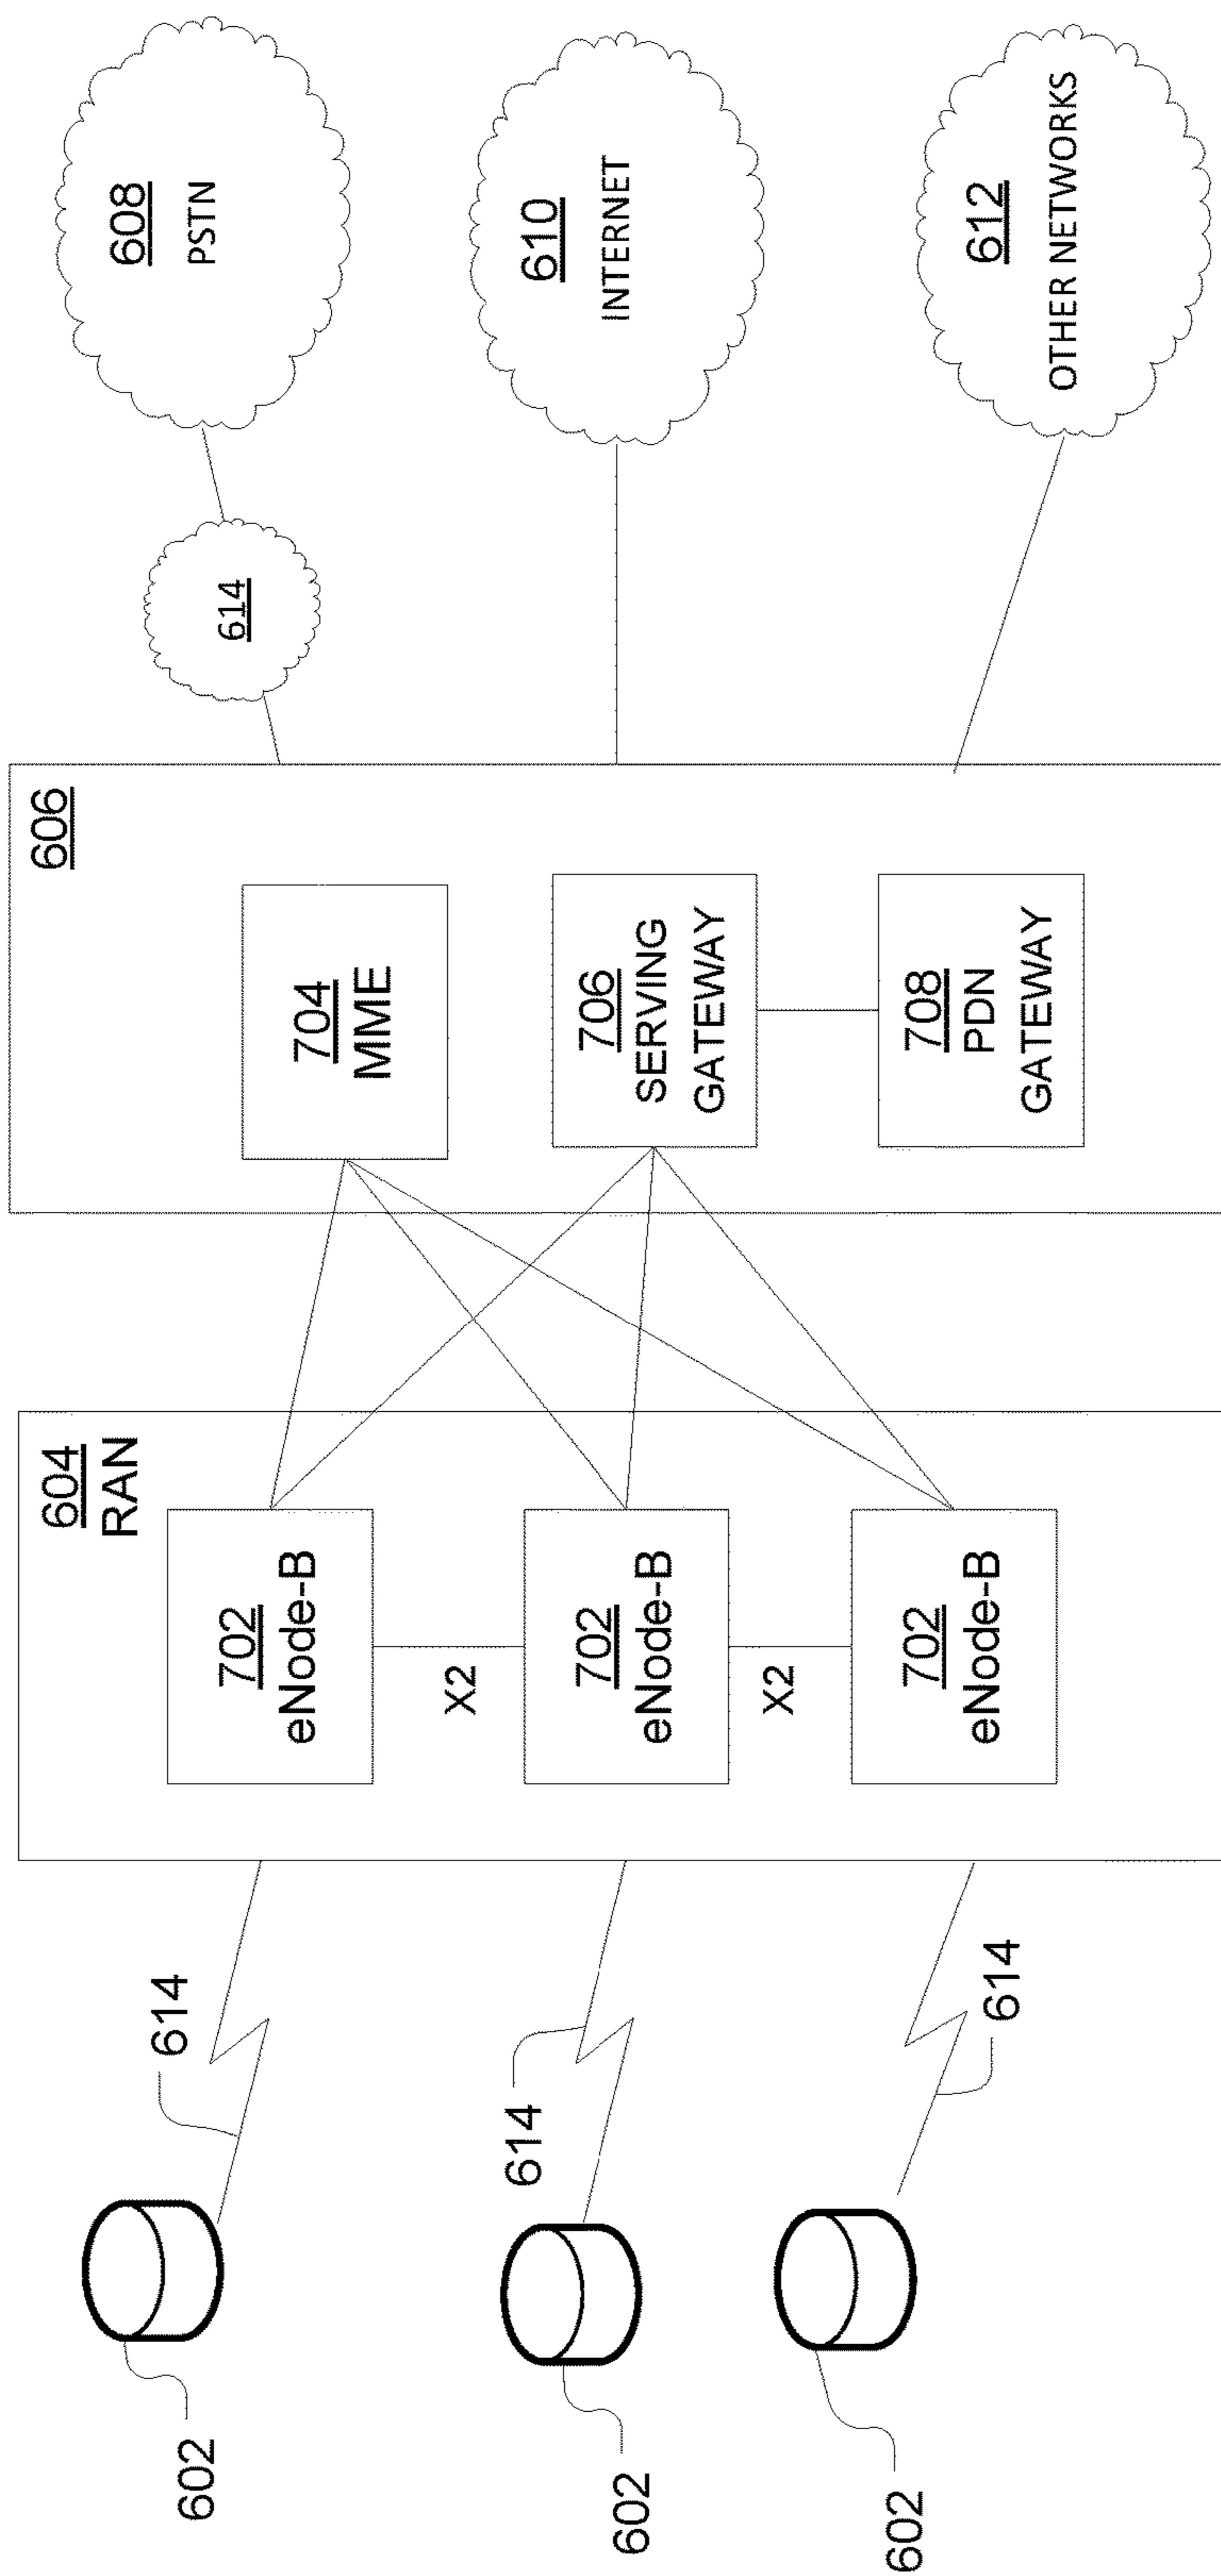 602
602
602
614
614
614
604
RAN
702
eNode-B
X2
702
eNode-B
X2
702
eNode-B
606
704
MME
706
SERVING
GATEWAY
708
PDN
GATEWAY
614
608
PSTN
610
INTERNET
612
OTHER NETWORKS